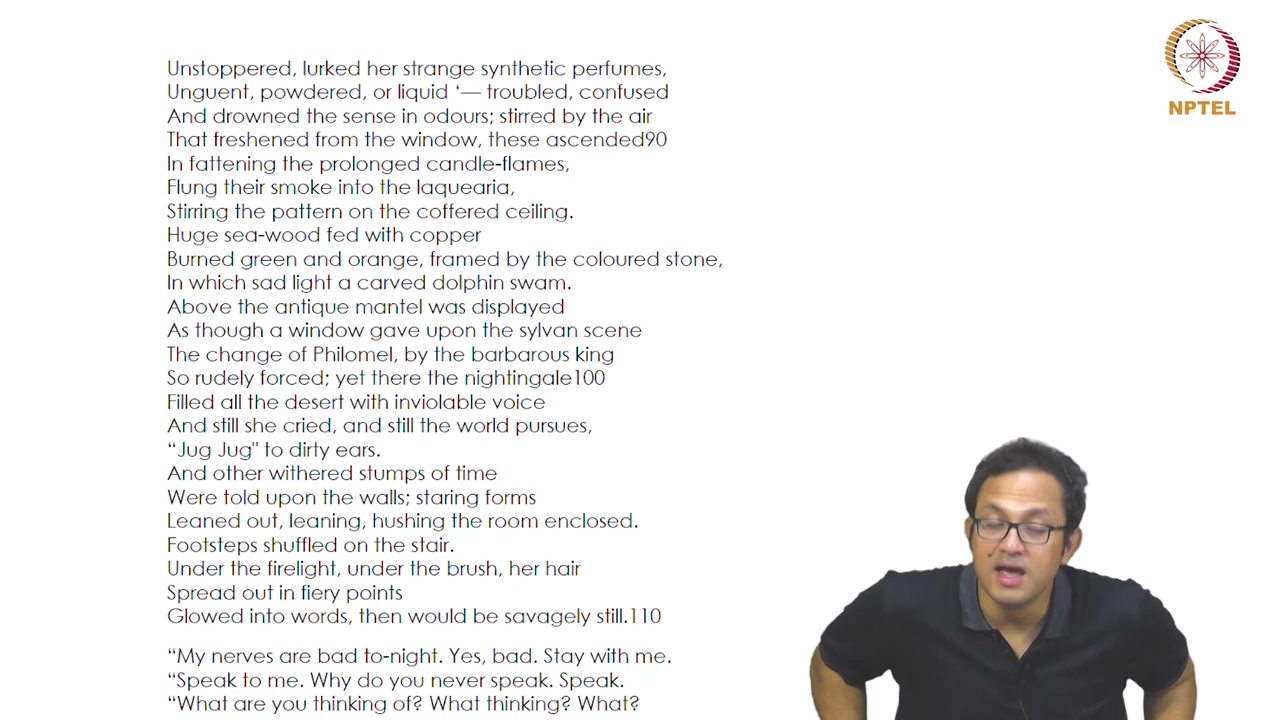 Unstoppered, lurked her strange synthetic perfumes,
Unguent, powdered, or liquid ‘— troubled, confused
And drowned the sense in odours; stirred by the air
That freshened from the window, these ascended90
In fattening the prolonged candle-flames,
Flung their smoke into the laquearia,
Stirring the pattern on the coffered ceiling.
Huge sea-wood fed with copper
Burned green and orange, framed by the coloured stone,
In which sad light a carved dolphin swam.
Above the antique mantel was displayed
As though a window gave upon the sylvan scene
The change of Philomel, by the barbarous king
So rudely forced; yet there the nightingale100
Filled all the desert with inviolable voice
And still she cried, and still the world pursues,
“Jug Jug" to dirty ears.
And other withered stumps of time
Were told upon the walls; staring forms
Leaned out, leaning, hushing the room enclosed.
Footsteps shuffled on the stair.
Under the firelight, under the brush, her hair
Spread out in fiery points
Glowed into words, then would be savagely still.110
“My nerves are bad to-night. Yes, bad. Stay with me.
“Speak to me. Why do you never speak. Speak.
“What are you thinking of? What thinking? What?
NPTEL